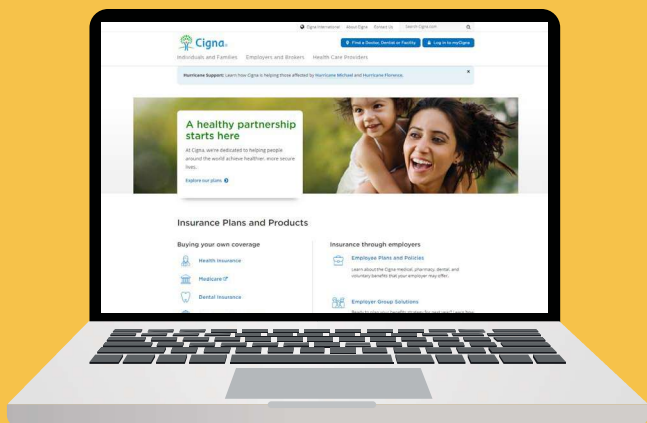 Cigna International About Cigna Contact Us Search Cigna.com
Cigna.
Find a Doctor, Dentist or Facility
Log in to myCigna
Individuals and Families Employers and Brokers Health Care Providers
Hurricane Support: Learn how Cigna is helping those affected by Hurricane Michael and Hurricane Florence.
x
A healthy partnership
starts here
At Cigna, we're dedicated to helping people
around the world achieve healthier, more secure
lives.
Explore our plans
Insurance Plans and Products
Buying your own coverage
Health Insurance
Medicare
Dental Insurance
Insurance through employers
Employee Plans and Policies
Learn about the Cigna medical, pharmacy, dental, and
voluntary benefits that your employer may offer.
Employer Group Solutions